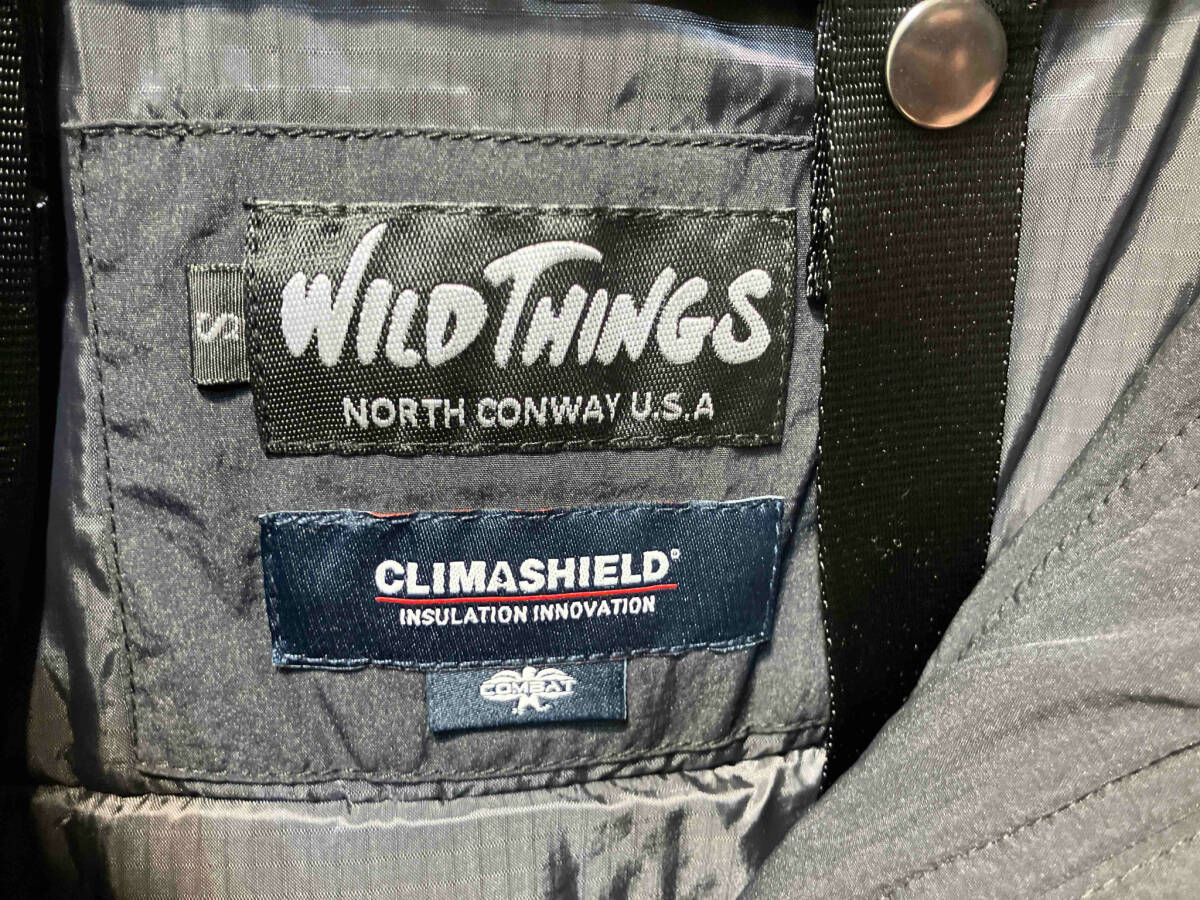 S
WILD THINGS
NORTH CONWAY U.S.A
CLIMASHIELD®
INSULATION INNOVATION
COMBAT